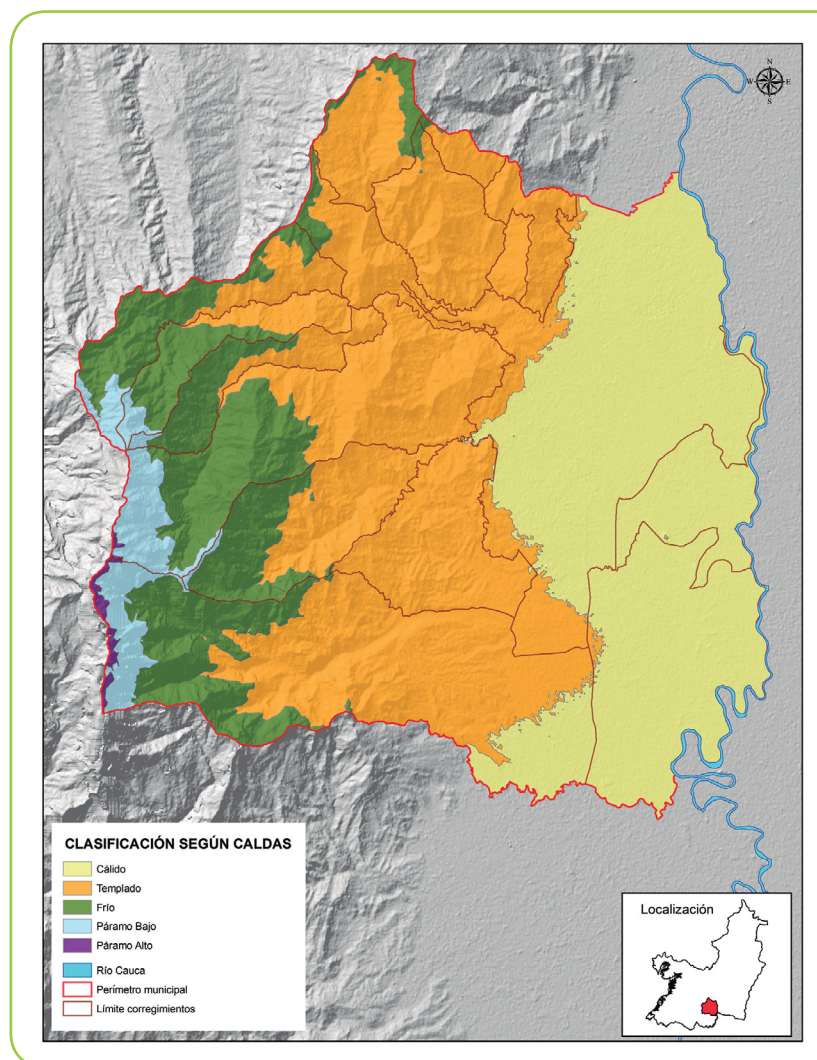 N
W E
S
CLASIFICACIÓN SEGÚN CALDAS
Cálido
Templado
Frío
Páramo Bajo
Páramo Alto
Río Cauca
Perímetro municipal
Límite corregimientos
Localización